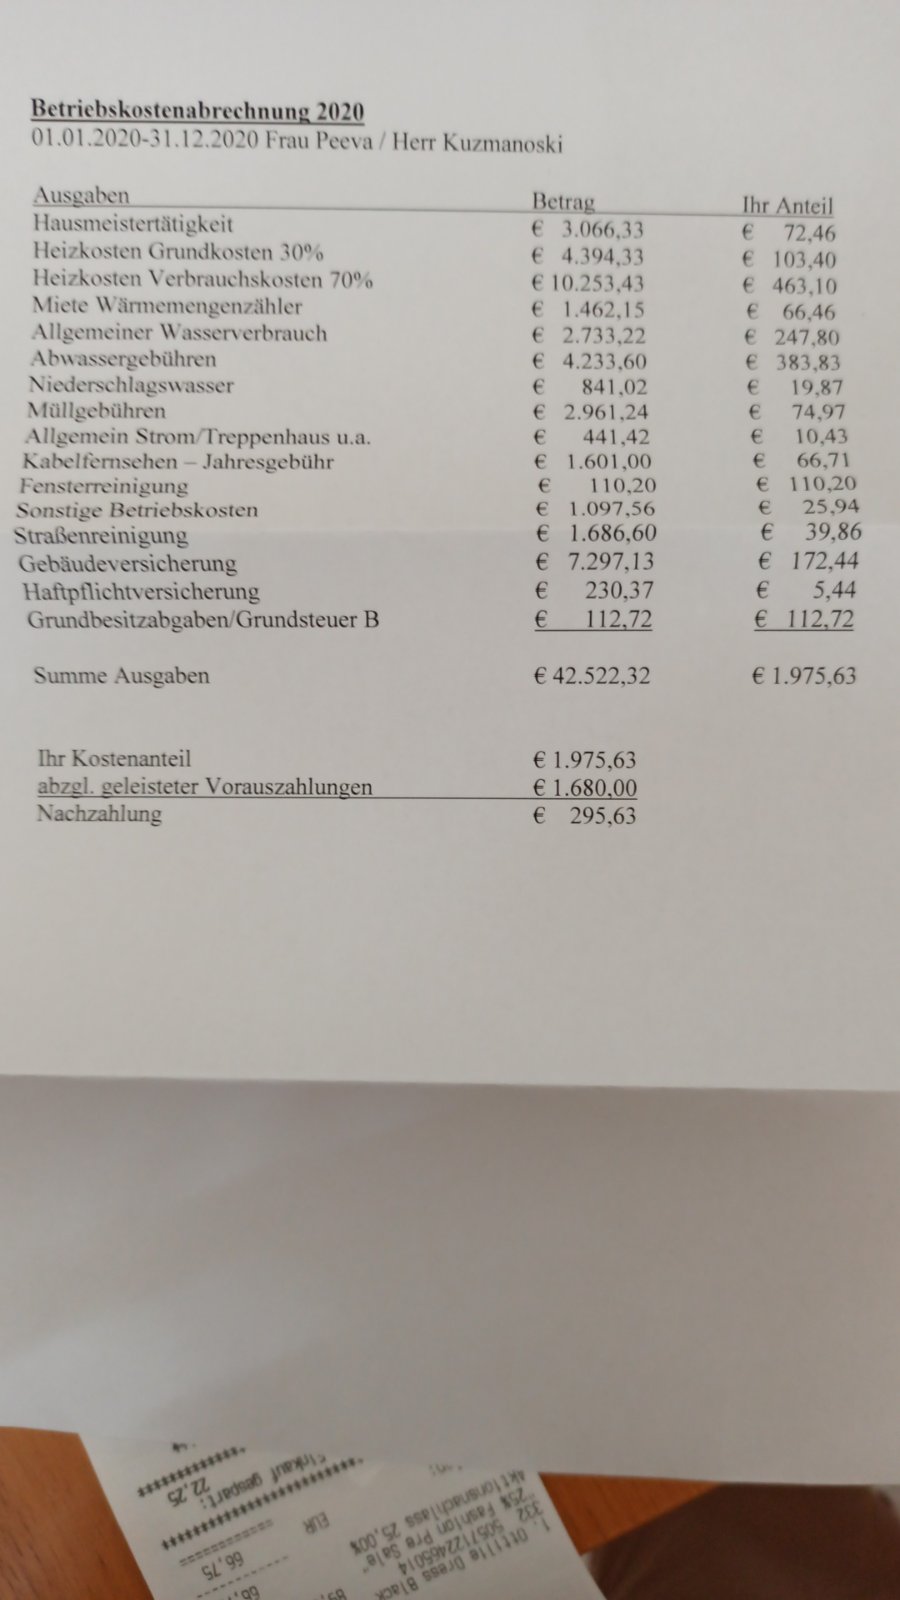 Betriebskostenabrechnung 2020
01.01.2020-31.12.2020 Frau Peeva / Herr Kuzmanoski
Ausgaben Betrag Ihr Anteil
Hausmeistertätigkeit € 3.066,33 € 72,46
Heizkosten Grundkosten 30% € 4.394,33 € 103,40
Heizkosten Verbrauchskosten 70% € 10.253,43 € 463,10
Miete Wärmemengenzähler € 1.462,15 € 66,46
Allgemeiner Wasserverbrauch € 2.733,22 € 247,80
Abwassergebühren € 4.233,60 € 383,83
Niederschlagswasser € 841,02 € 19,87
Müllgebühren € 2.961,24 € 74,97
Allgemein Strom/Treppenhaus u.a. € 441,42 € 10,43
Kabelfernsehen – Jahresgebühr € 1.601,00 € 66,71
Fensterreinigung € 110,20 € 110,20
Sonstige Betriebskosten € 1.097,56 € 25,94
Straßenreinigung € 1.686,60 € 39,86
Gebäudeversicherung € 7.297,13 € 172,44
Haftpflichtversicherung € 230,37 € 5,44
Grundbesitzabgaben/Grundsteuer B € 112,72 € 112,72
Summe Ausgaben € 42.522,32 € 1.975,63
Ihr Kostenanteil € 1.975,63
abzgl. geleisteter Vorauszahlungen € 1.680,00
Nachzahlung € 295,63
1. Ottilie Dress Black
332 5057122465014
"25% Fashion Pre Sale"
Aktionsnachlass 25,00%
EUR 66,75
============
**************************
gespart: 22,25
*************